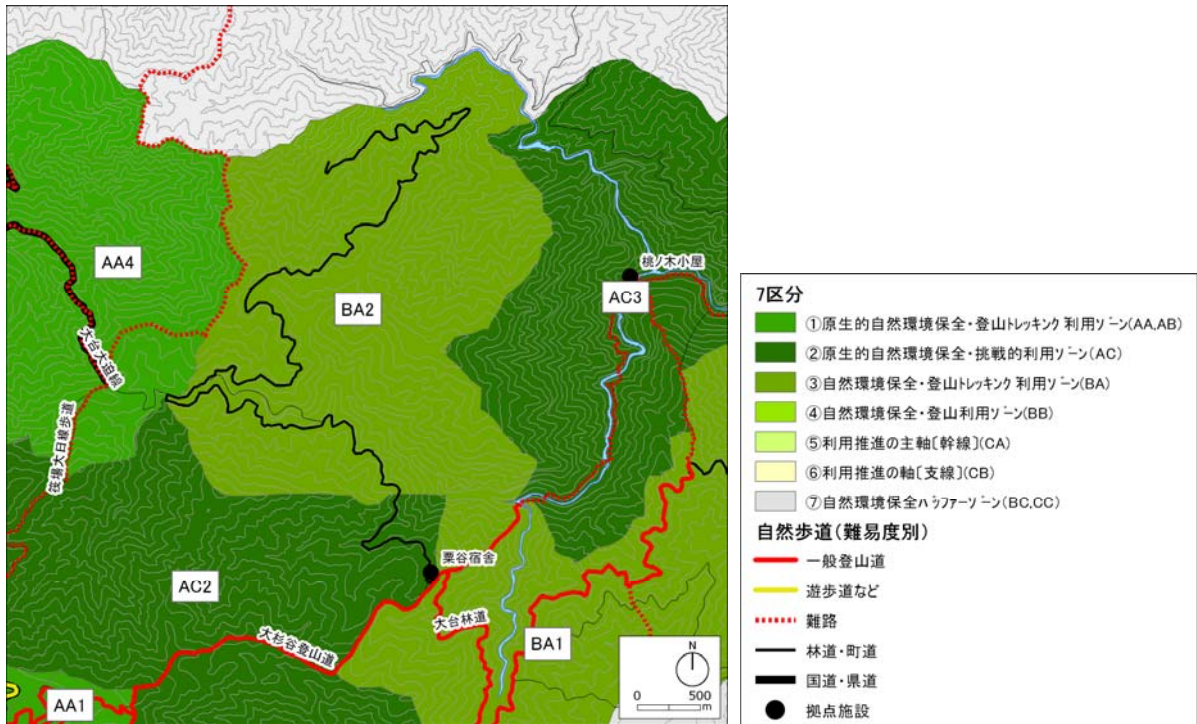 AA4
BA2
桃ノ木小屋
AC3
大台大迫線
筏場大日線歩道
粟谷宿舎
AC2
大台林道
大杉谷登山道
BA1
AA1
N
0 500
m
7区分
①原生的自然環境保全・登山トレッキング利用ゾーン(AA,AB)
②原生的自然環境保全・挑戦的利用ゾーン(AC)
③自然環境保全・登山トレッキング利用ゾーン(BA)
④自然環境保全・登山利用ゾーン(BB)
⑤利用推進の主軸〔幹線〕(CA)
⑥利用推進の軸〔支線〕(CB)
⑦自然環境保全バッファーゾーン(BC,CC)
自然歩道(難易度別)
一般登山道
遊歩道など
難路
林道・町道
国道・県道
拠点施設